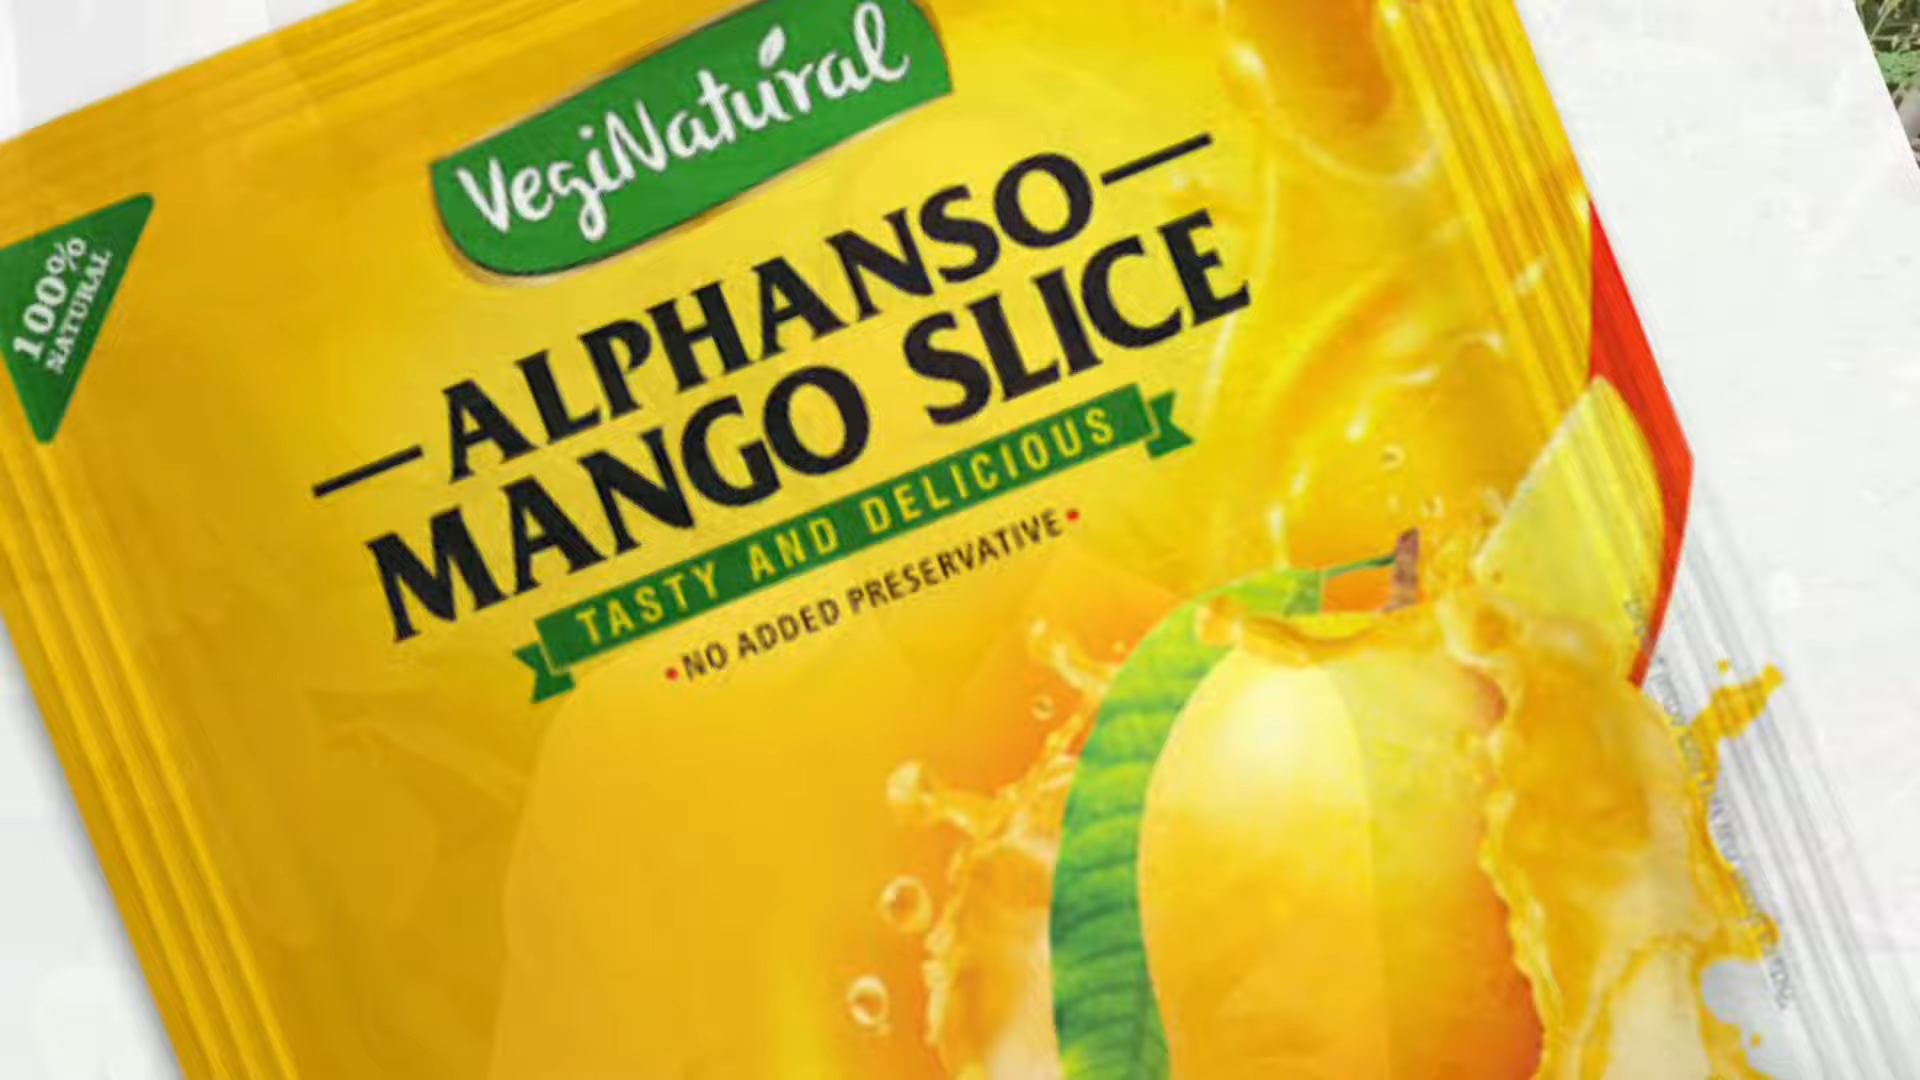 VegiNatural
100%
NATURAL
ALPHANSO
MANGO SLICE
TASTY AND DELICIOUS
•NO ADDED PRESERVATIVE•